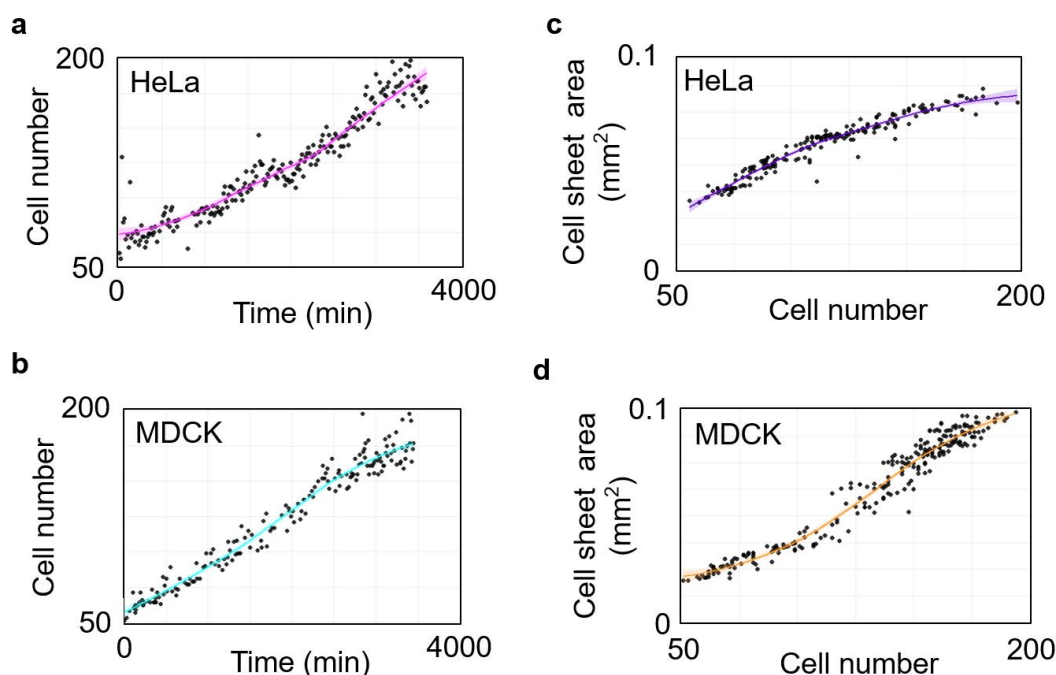 a
200
HeLa
Cell number
50
0
4000
Time (min)
c
0.1
HeLa
Cell sheet area
(mm²)
0
50
200
Cell number
b
200
MDCK
Cell number
50
0
4000
Time (min)
d
0.1
MDCK
Cell sheet area
(mm²)
0
50
200
Cell number